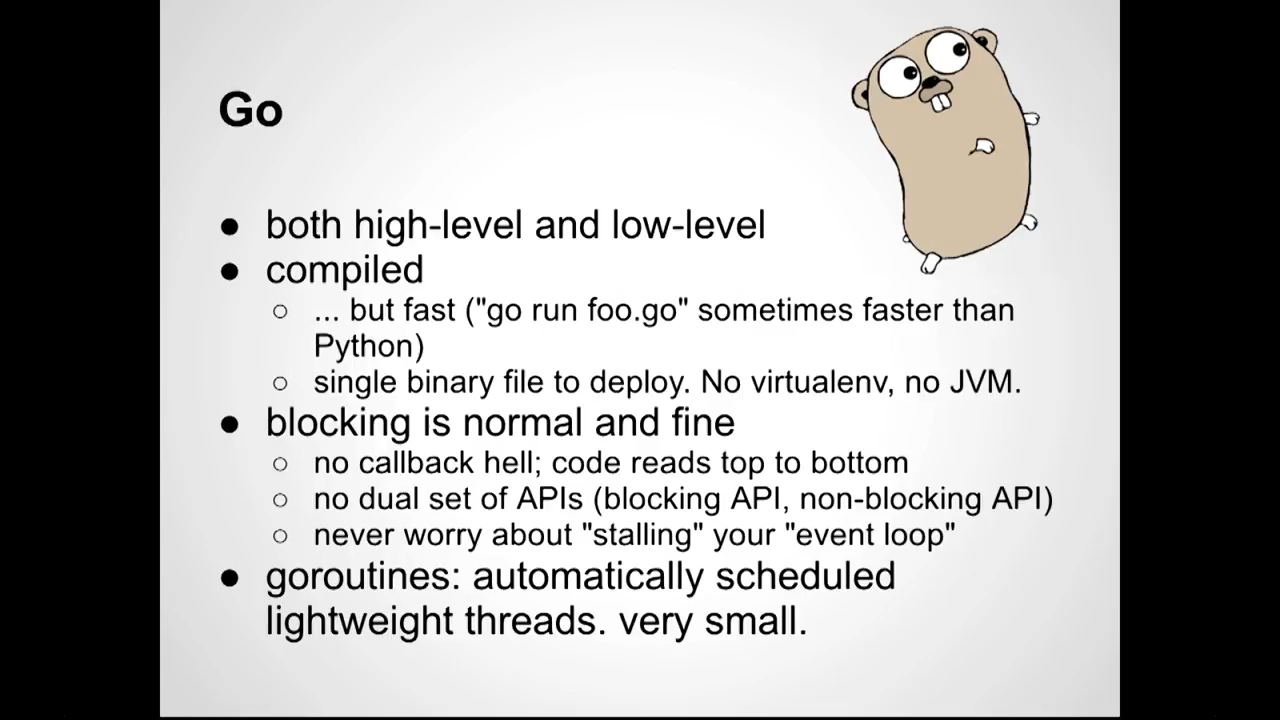 Go
● both high-level and low-level
● compiled
○ ... but fast ("go run foo.go" sometimes faster than
Python)
○ single binary file to deploy. No virtualenv, no JVM.
● blocking is normal and fine
○ no callback hell; code reads top to bottom
○ no dual set of APIs (blocking API, non-blocking API)
○ never worry about "stalling" your "event loop"
● goroutines: automatically scheduled
lightweight threads. very small.